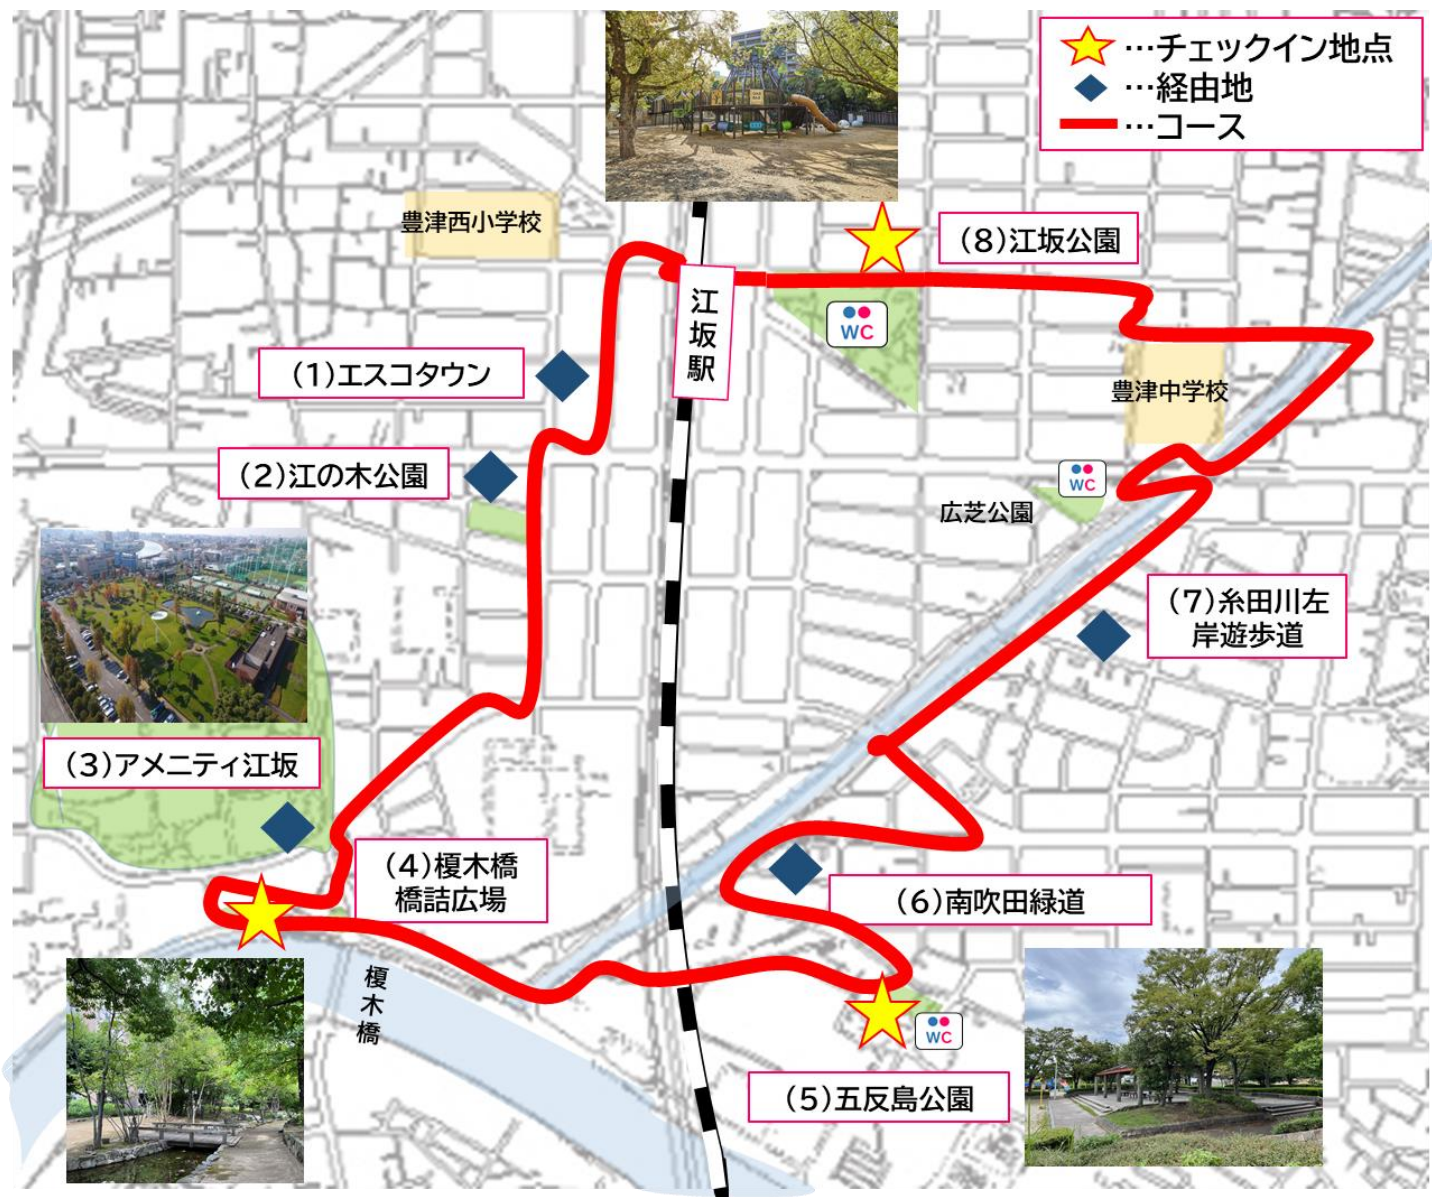 …チェックイン地点
…経由地
…コース
豊津西小学校
(8)江坂公園
江坂駅
WC
(1)エスコタウン
豊津中学校
(2)江の木公園
WC
広芝公園
(7)糸田川左
岸遊歩道
(3)アメニティ江坂
(4)榎木橋
橋詰広場
(6)南吹田緑道
榎木橋
WC
(5)五反島公園